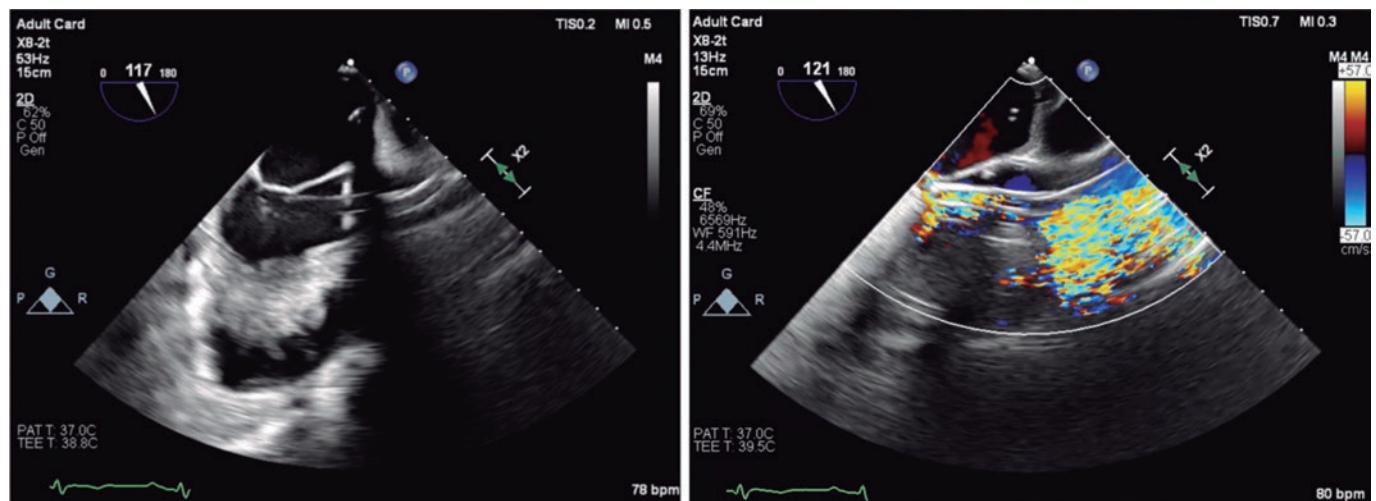 Adult Card
TIS0.2 MI 0.5
X8-2t
53Hz
15cm
0 117 180
P
M4
2D
62%
C 50
P Off
Gen
X2
G
P R
PAT T: 37.0C
TEE T: 38.8C
78 bpm
Adult Card
TIS0.7 MI 0.3
X8-2t
13Hz
15cm
0 121 180
P
M4 M4
+57.0
2D
69%
C 50
P Off
Gen
X2
CF
48%
6569Hz
WF 591Hz
4.4MHz
-57.0
cm/s
G
P R
PAT T: 37.0C
TEE T: 39.5C
80 bpm